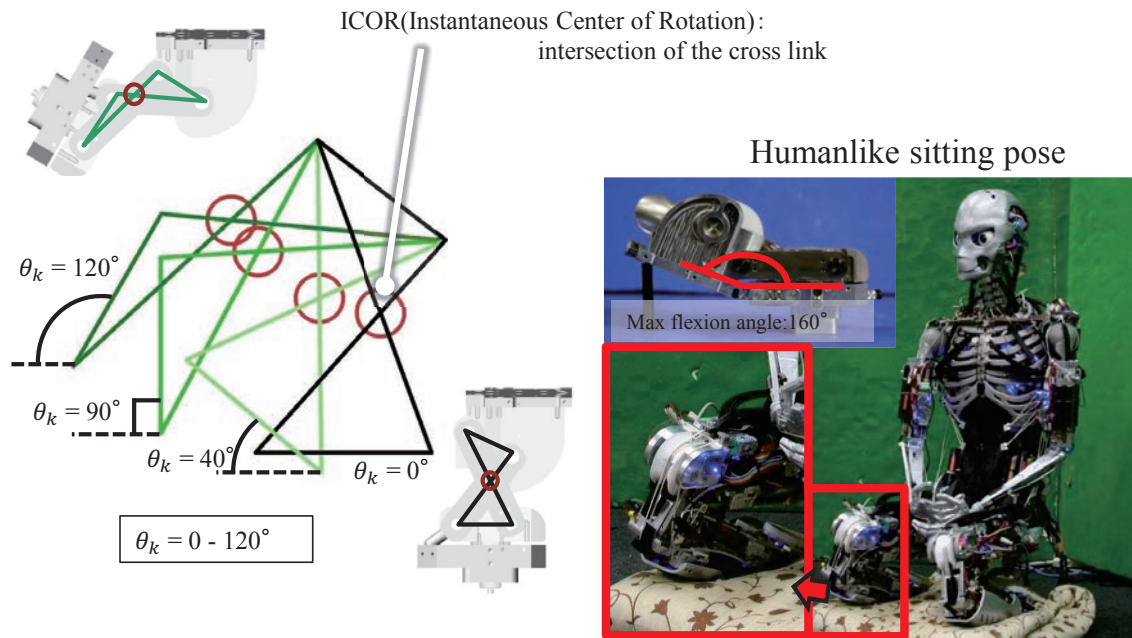 ICOR(Instantaneous Center of Rotation):
intersection of the cross link
Humanlike sitting pose
θₖ = 120°
Max flexion angle:160°
θₖ = 90°
θₖ = 40°
θₖ = 0°
θₖ = 0 - 120°